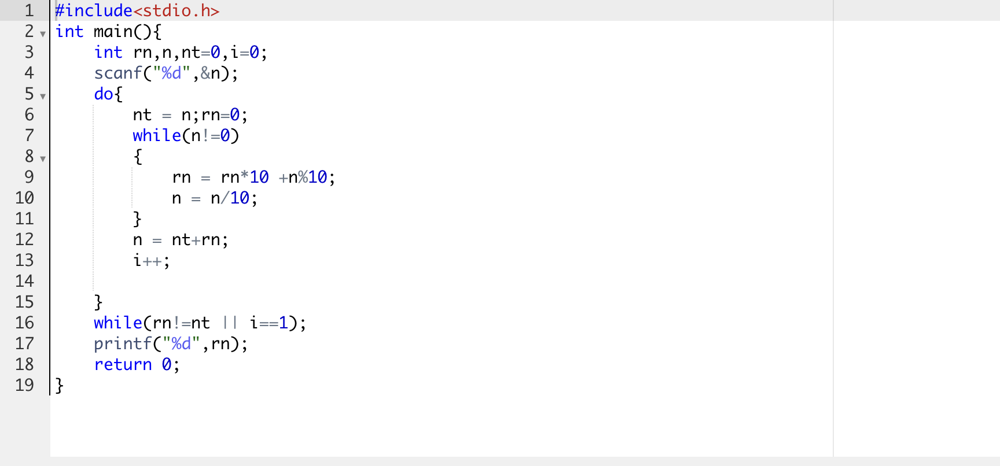 1 #include<stdio.h>
2 int main(){
3     int rn,n,nt=0,i=0;
4     scanf("%d",&n);
5     do{
6         nt = n;rn=0;
7         while(n!=0)
8         {
9             rn = rn*10 +n%10;
10             n = n/10;
11         }
12         n = nt+rn;
13         i++;
14
15     }
16     while(rn!=nt || i==1);
17     printf("%d",rn);
18     return 0;
19 }